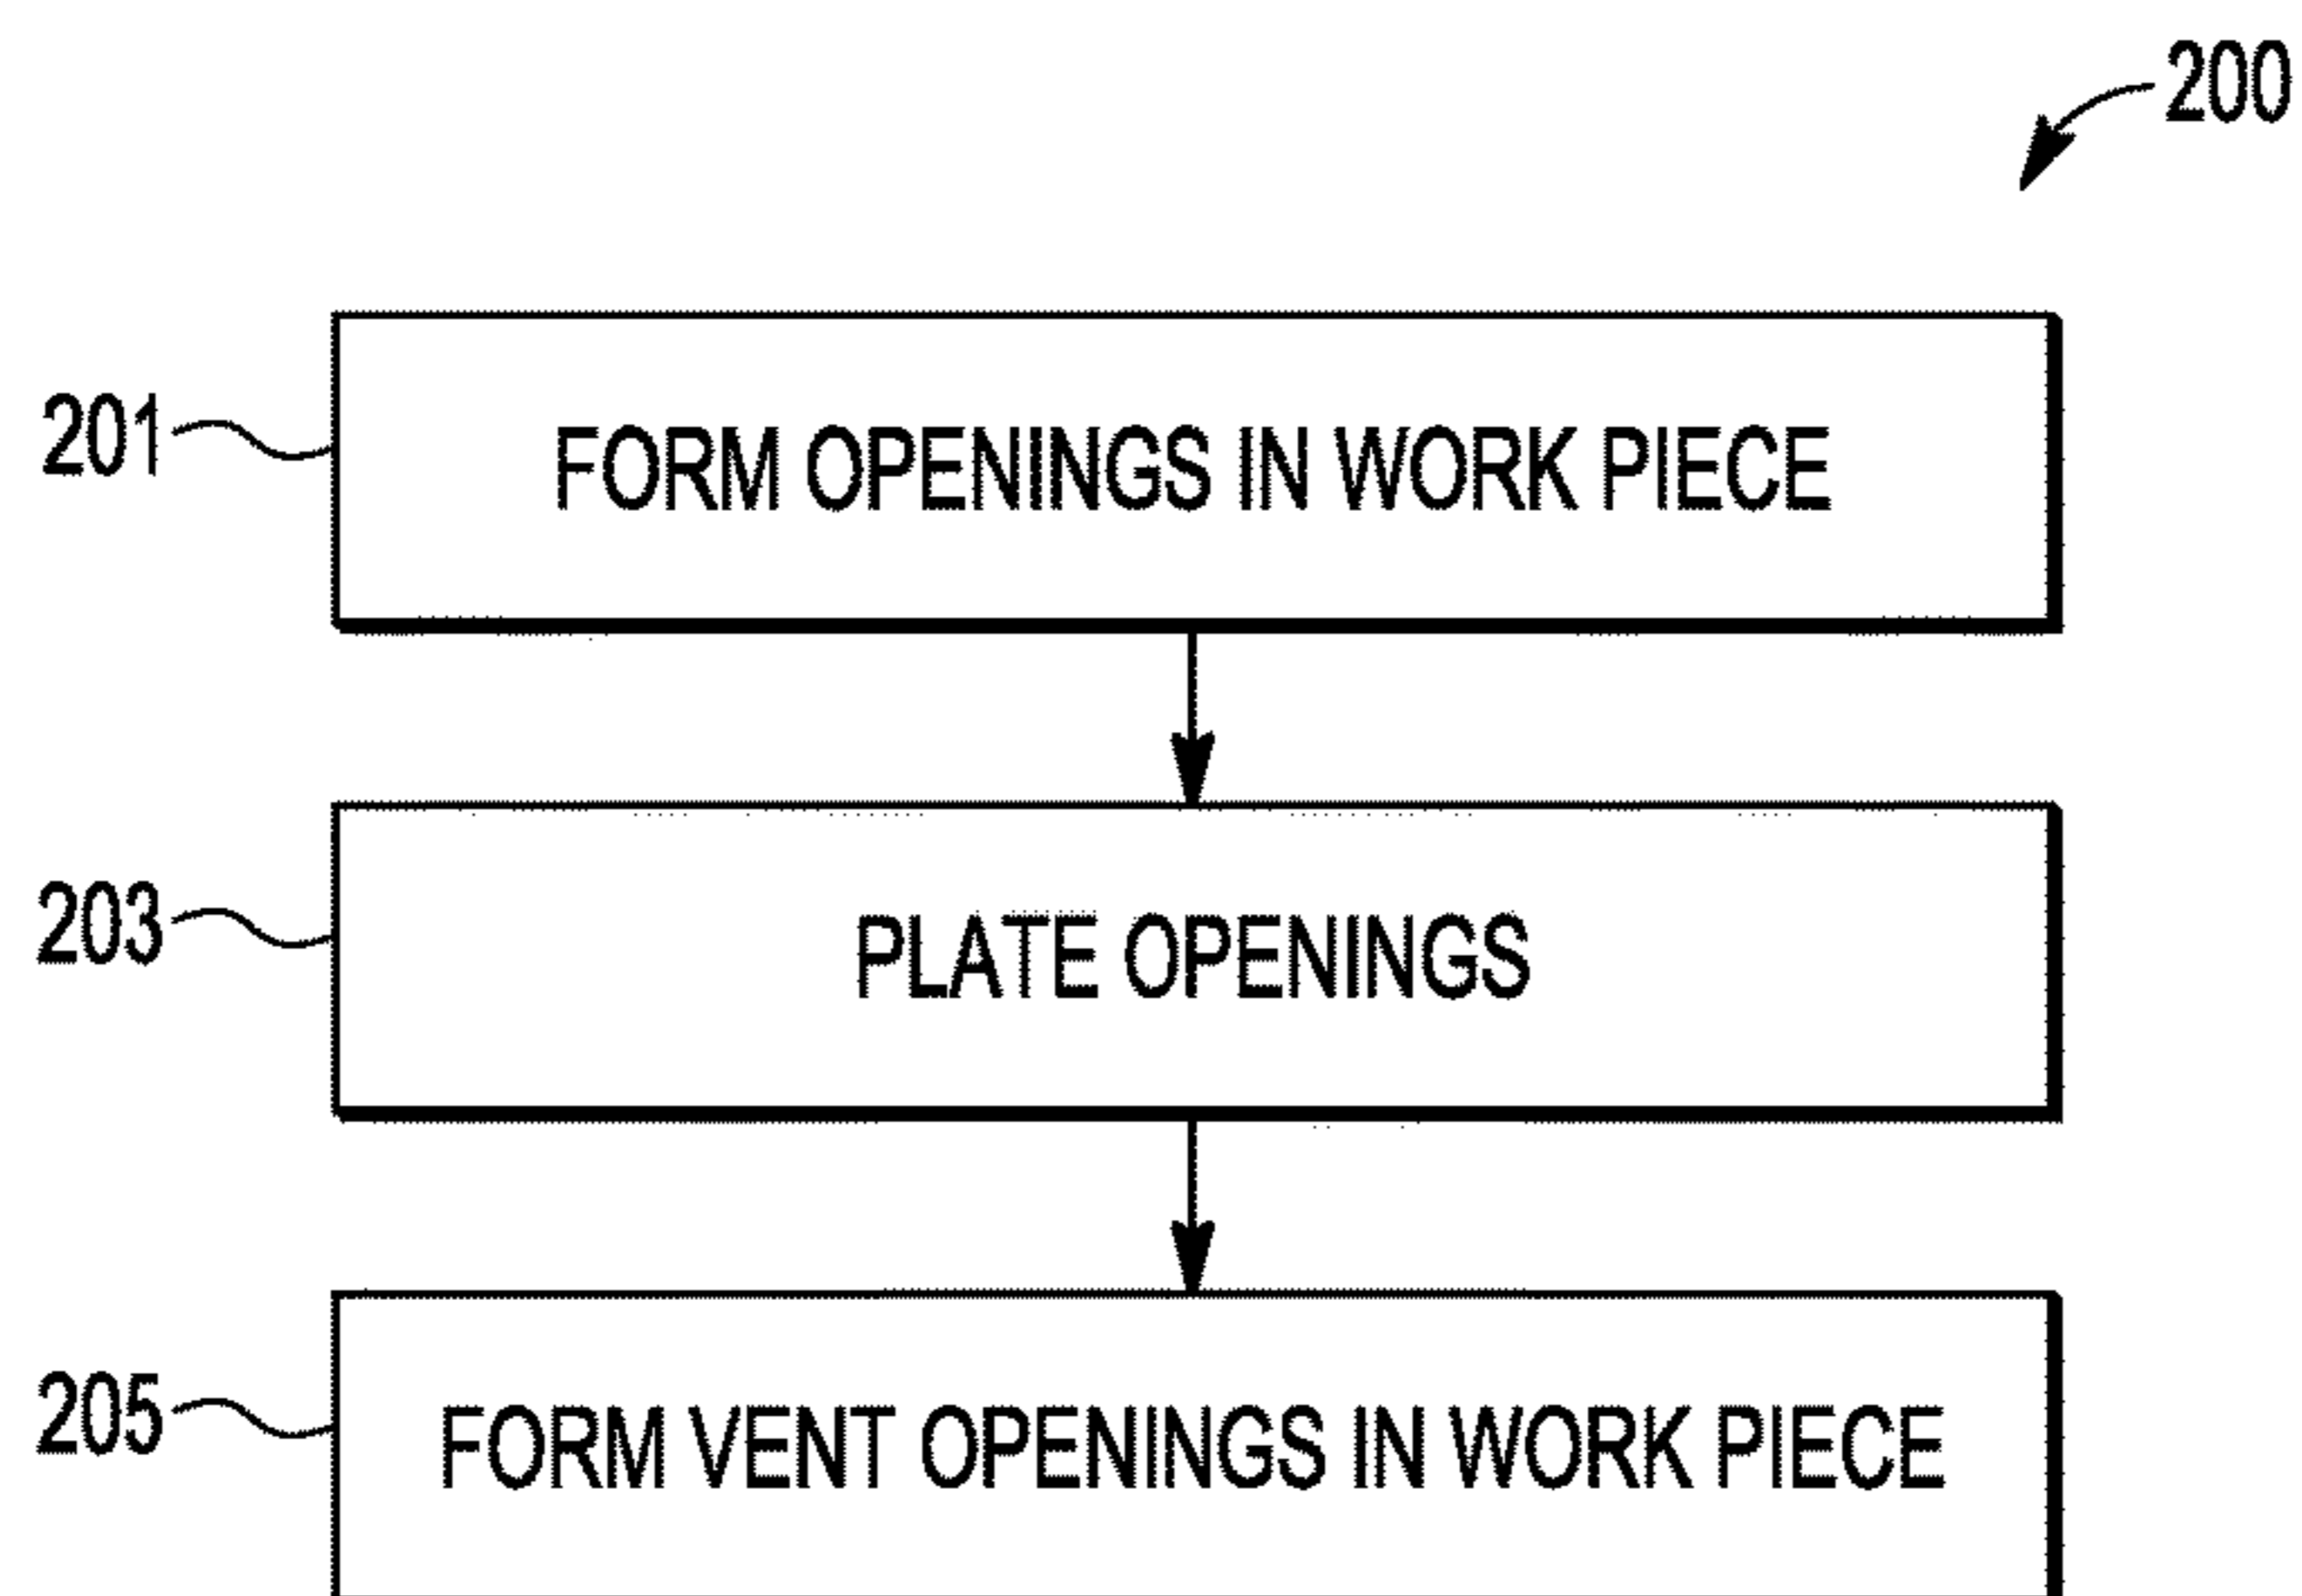 200
201
FORM OPENINGS IN WORK PIECE
203
PLATE OPENINGS
205
FORM VENT OPENINGS IN WORK PIECE